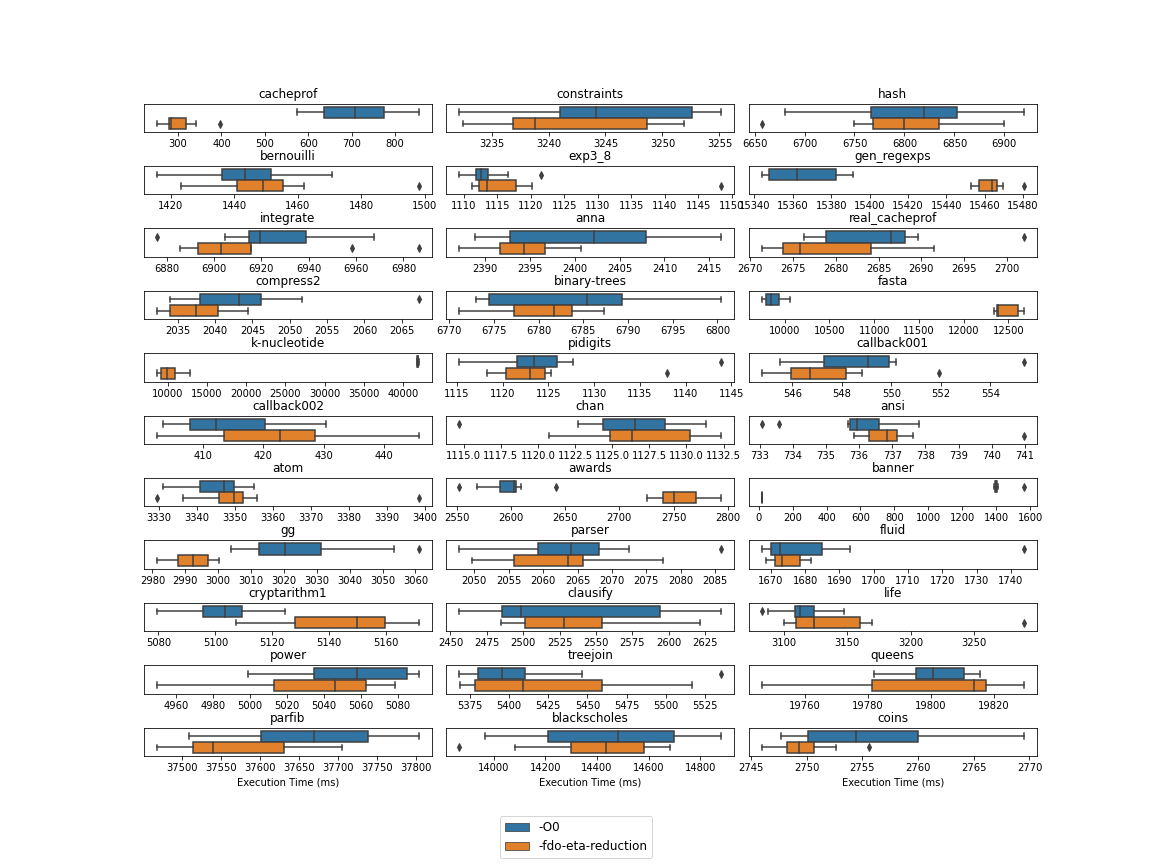 cacheprof constraints hash
300 400 500 600 700 800 3235 3240 3245 3250 3255 6650 6700 6750 6800 6850 6900
bernouilli exp3_8 gen_regexps
1420 1440 1460 1480 1500 1110 1115 1120 1125 1130 1135 1140 1145 1150 15340 15360 15380 15400 15420 15440 15460 15480
integrate anna real_cacheprof
6880 6900 6920 6940 6960 6980 2390 2395 2400 2405 2410 2415 2670 2675 2680 2685 2690 2695 2700
compress2 binary-trees fasta
2035 2040 2045 2050 2055 2060 2065 6770 6775 6780 6785 6790 6795 6800 10000 10500 11000 11500 12000 12500
k-nucleotide pidigits callback001
10000 15000 20000 25000 30000 35000 40000 1115 1120 1125 1130 1135 1140 1145 546 548 550 552 554
callback002 chan ansi
410 420 430 440 1115.0 1117.5 1120.0 1122.5 1125.0 1127.5 1130.0 1132.5 733 734 735 736 737 738 739 740 741
atom awards banner
3330 3340 3350 3360 3370 3380 3390 3400 2550 2600 2650 2700 2750 2800 0 200 400 600 800 1000 1200 1400 1600
gg parser fluid
2980 2990 3000 3010 3020 3030 3040 3050 3060 2050 2055 2060 2065 2070 2075 2080 2085 1670 1680 1690 1700 1710 1720 1730 1740
cryptarithm1 clausify life
5080 5100 5120 5140 5160 2450 2475 2500 2525 2550 2575 2600 2625 3100 3150 3200 3250
power treejoin queens
4960 4980 5000 5020 5040 5060 5080 5375 5400 5425 5450 5475 5500 5525 19760 19780 19800 19820
parfib blackscholes coins
37500 37550 37600 37650 37700 37750 37800 14000 14200 14400 14600 14800 2745 2750 2755 2760 2765 2770
Execution Time (ms) Execution Time (ms) Execution Time (ms)
-O0
-fdo-eta-reduction